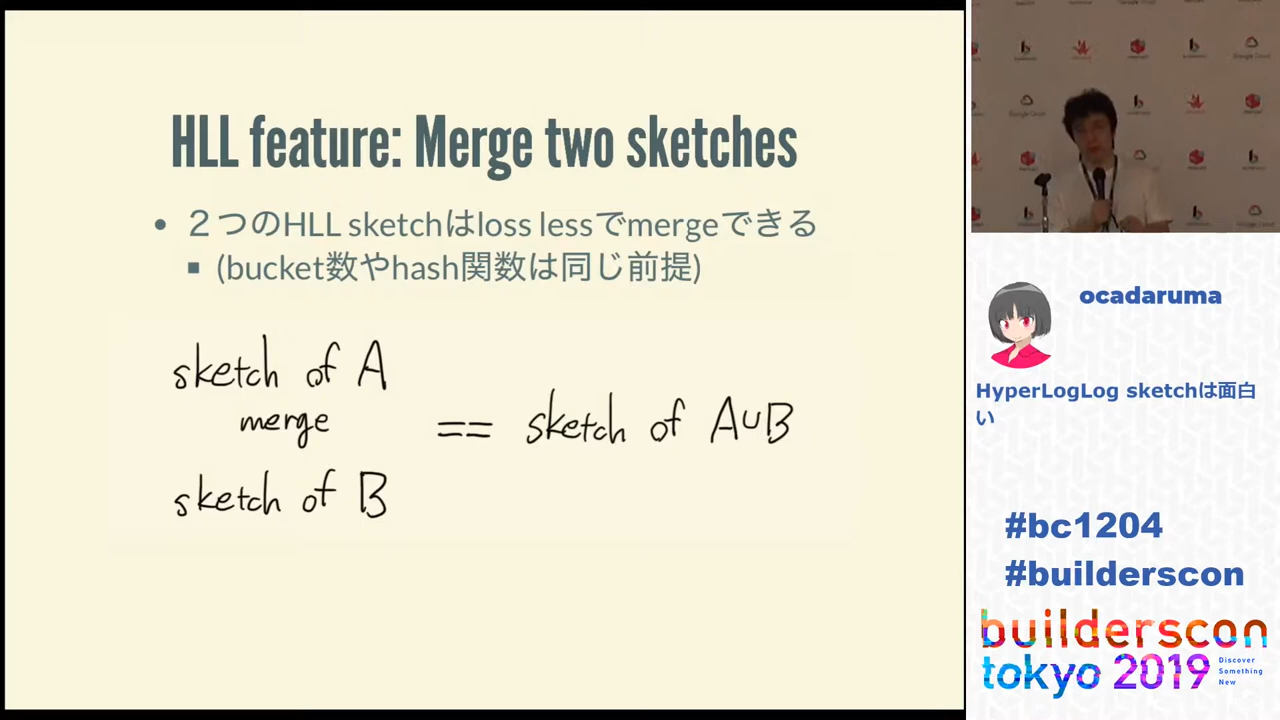 HLL feature: Merge two sketches
• 2つのHLL sketchはloss lessでmergeできる
▪ (bucket数やhash関数は同じ前提)
sketch of A
merge
sketch of B
== sketch of A∪B
ocadaruma
HyperLogLog sketchは面白
い
#bc1204
#builderscon
builderscon
tokyo 2019
Discover
Something
New